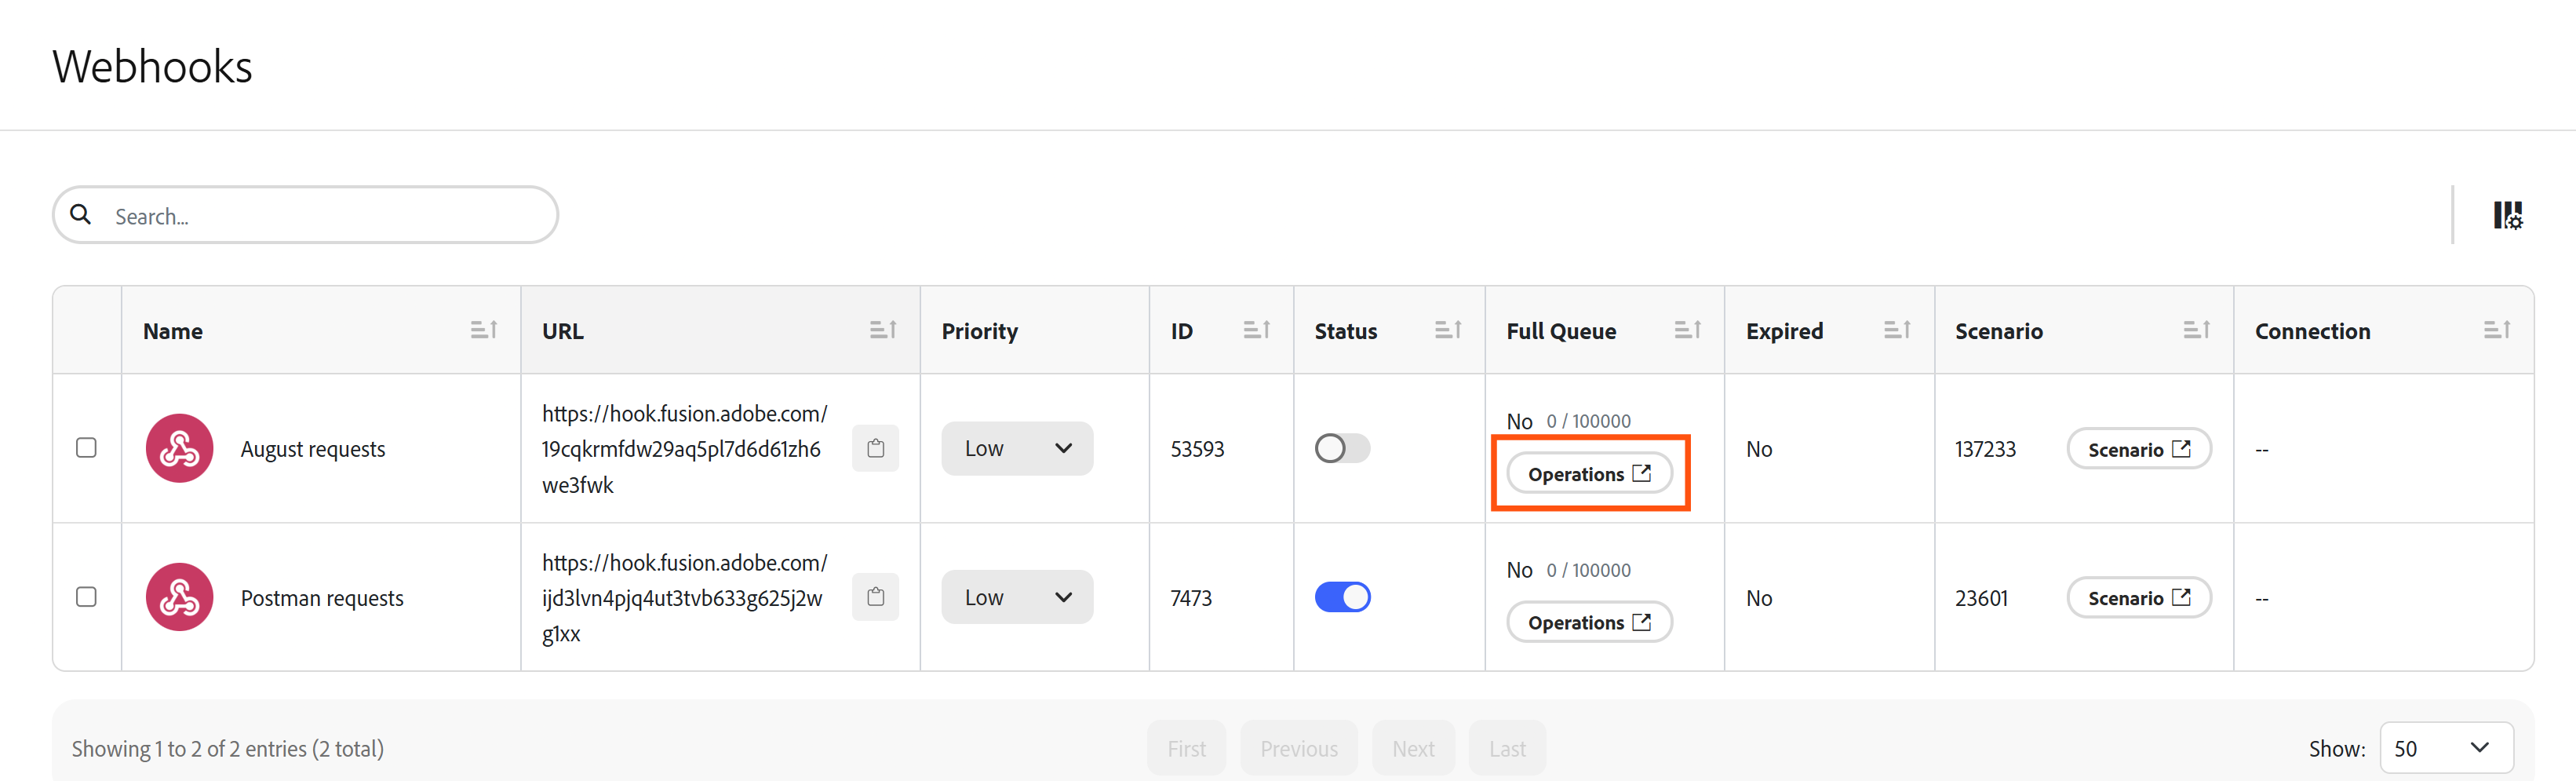 Webhooks
Search...
Name URL Priority ID Status Full Queue Expired Scenario Connection
August requests
https://hook.fusion.adobe.com/
19cqkrmfdw29aq5pl7d6d61zh6
we3fwk
Low
53593
No 0 / 100000
Operations
No
137233
Scenario
--
Postman requests
https://hook.fusion.adobe.com/
ijd3lvn4pjq4ut3tvb633g625j2w
g1xx
Low
7473
No 0 / 100000
Operations
No
23601
Scenario
--
Showing 1 to 2 of 2 entries (2 total)
First Previous Next Last
Show: 50